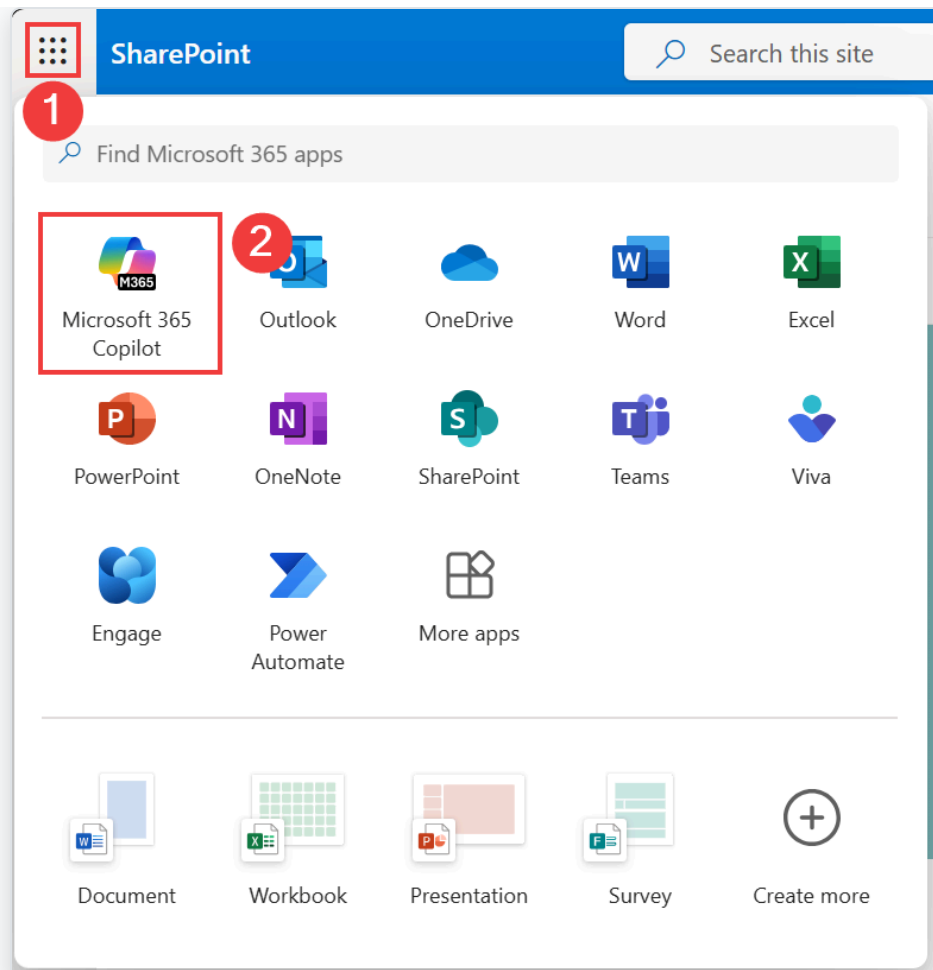 SharePoint
Search this site
1
Find Microsoft 365 apps
2
M365
O
W
X
Microsoft 365
Copilot
Outlook
OneDrive
Word
Excel
P
N
S
T
PowerPoint
OneNote
SharePoint
Teams
Viva
Engage
Power
Automate
More apps
W
X
P
F
Document
Workbook
Presentation
Survey
Create more